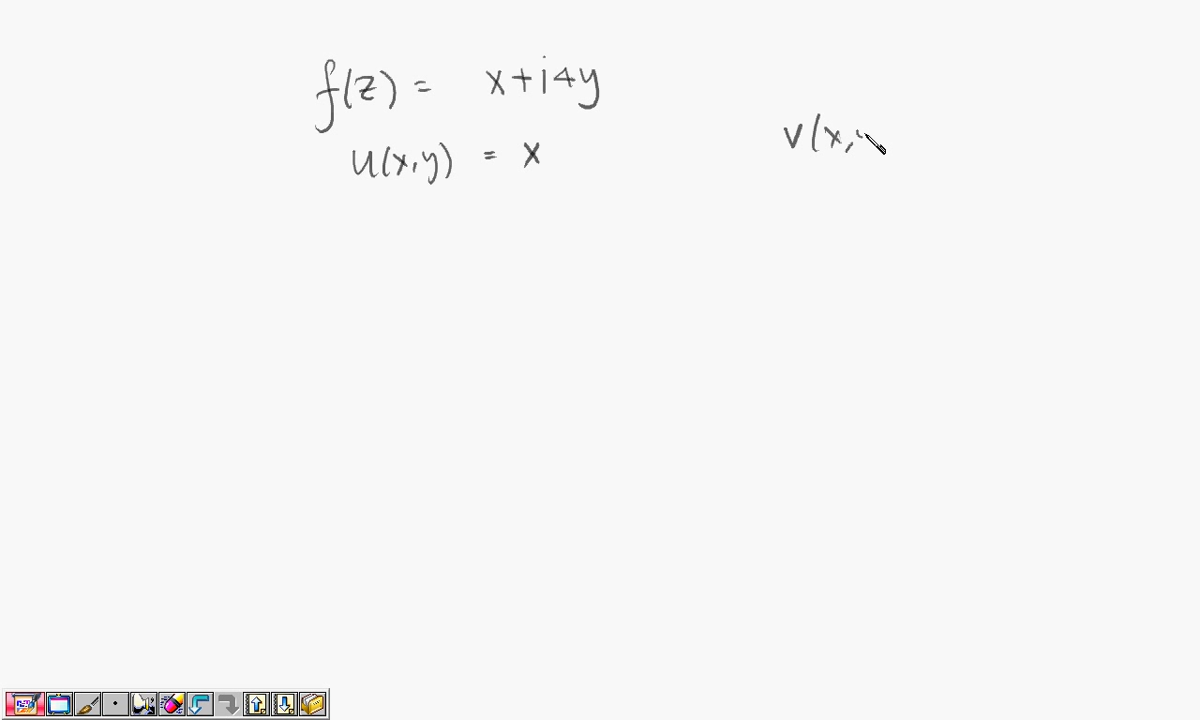 f(z) = x+i4y
u(x,y) = x
v(x,